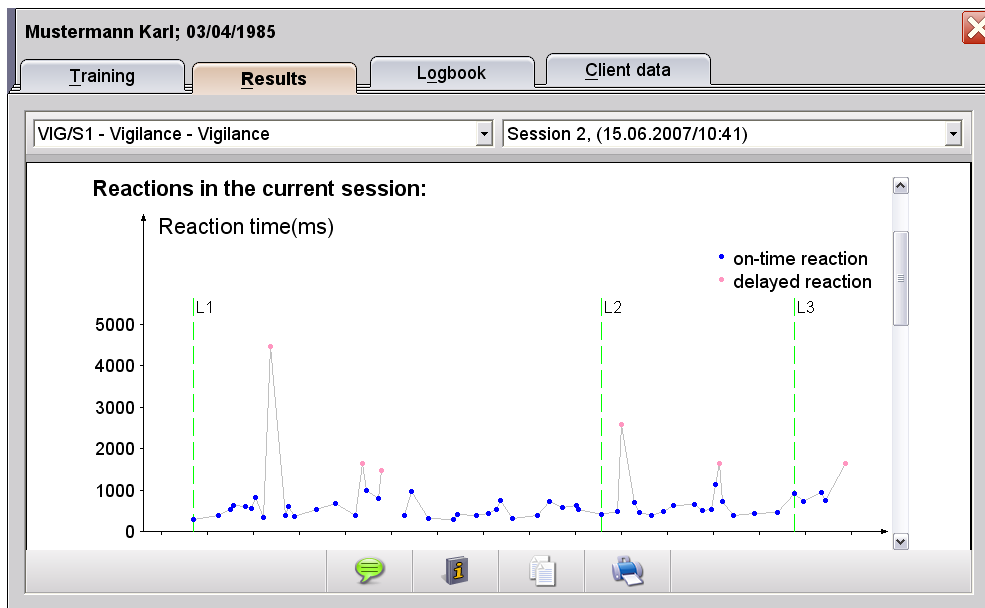 Mustermann Karl; 03/04/1985
Training
Results
Logbook
Client data
VIG/S1 - Vigilance - Vigilance
Session 2, (15.06.2007/10:41)
Reactions in the current session:
Reaction time(ms)
on-time reaction
delayed reaction
L1
L2
L3
5000
4000
3000
2000
1000
0